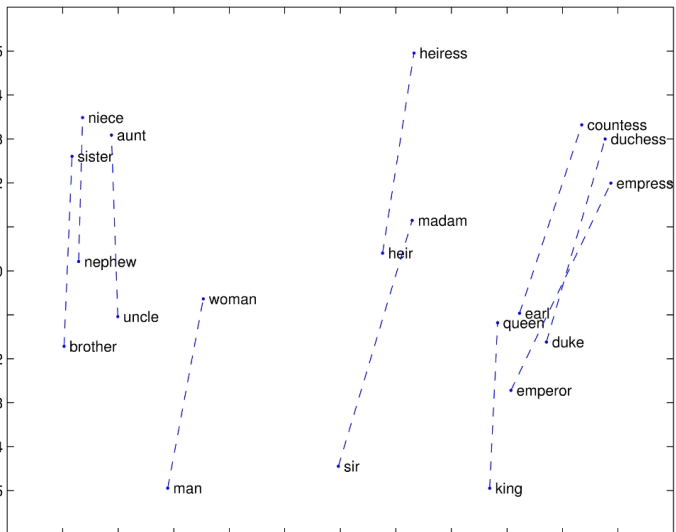 heiress
niece
countess
aunt
duchess
sister
empress
madam
heir
nephew
woman
earl
uncle
queen
duke
brother
emperor
sir
man
king